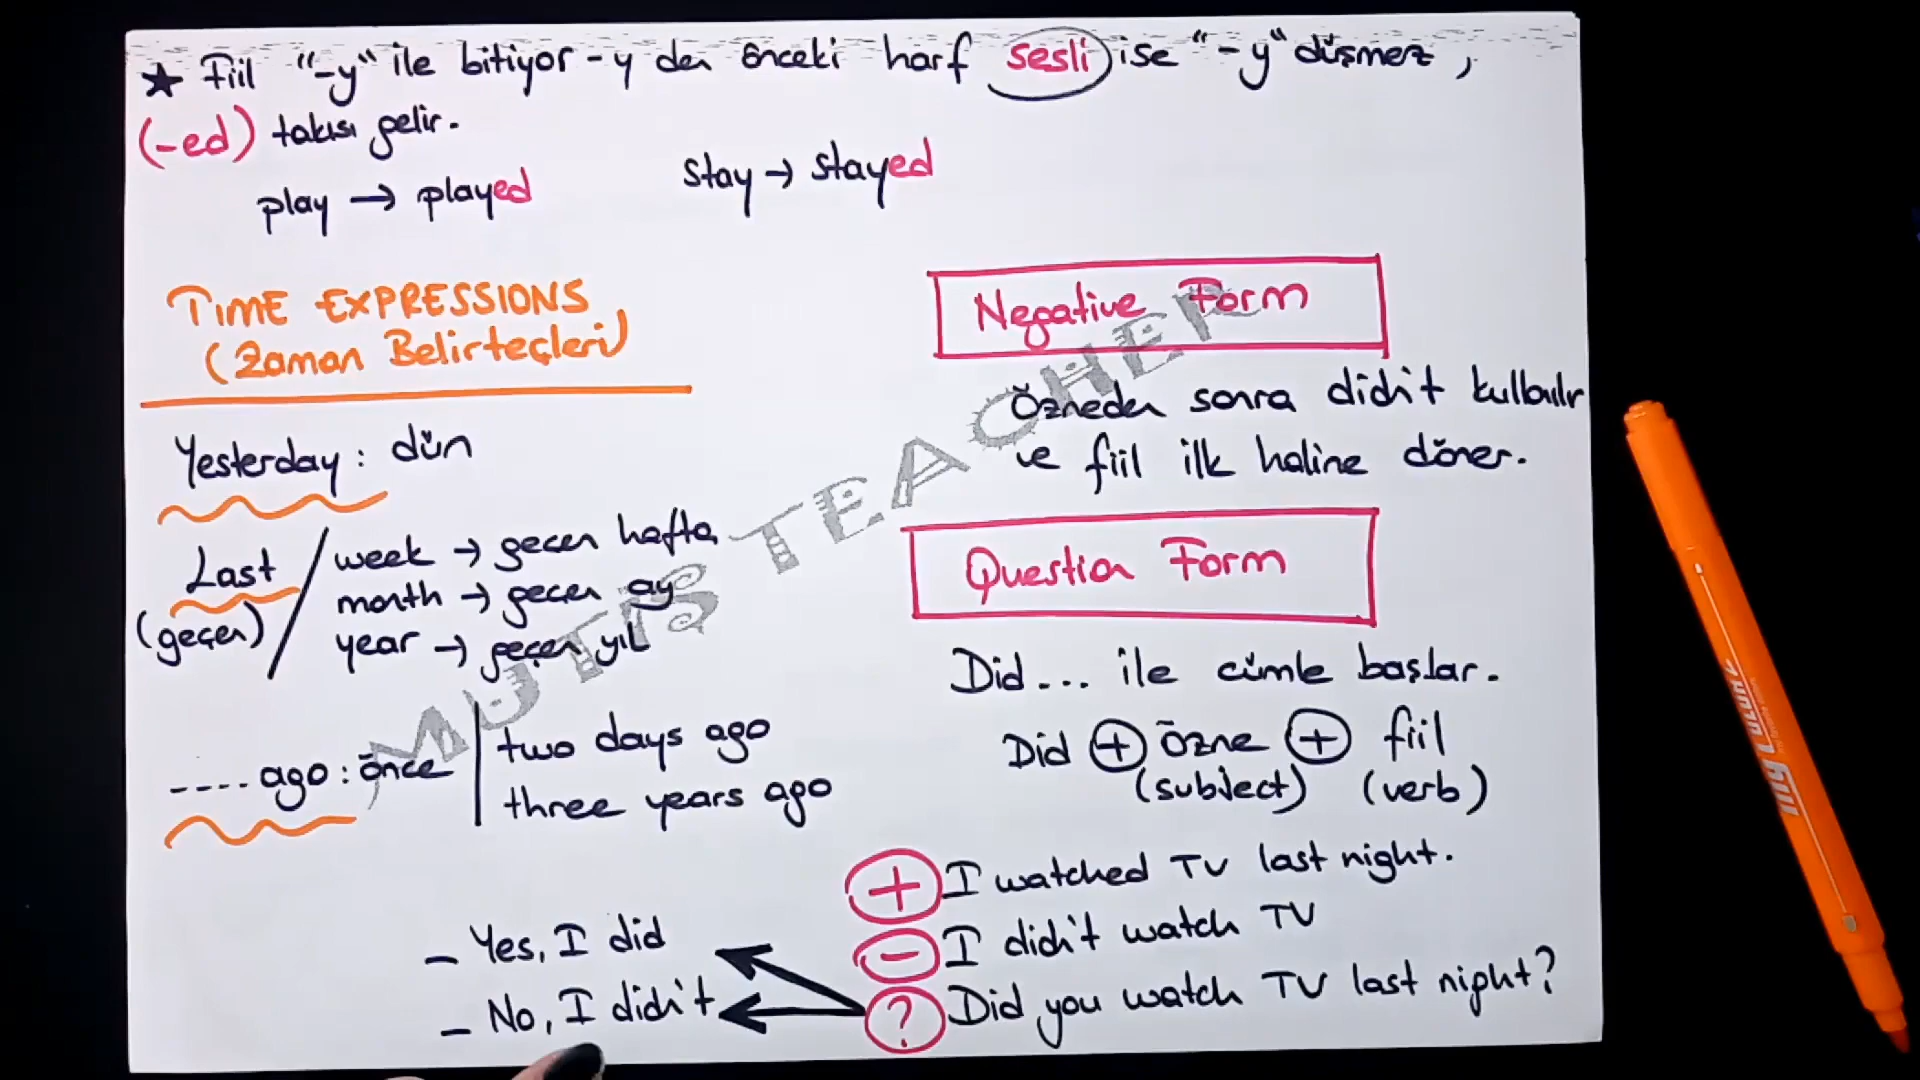 ★ Fiil "-y" ile bitiyor -y den önceki harf sesli ise "-y" düşmez,
(-ed) takısı gelir.
play → played
stay → stayed
TIME EXPRESSIONS
(Zaman Belirteçleri)
Yesterday : dün
Last
(geçen)
week → geçen hafta
month → geçen ay
year → geçen yıl
---- ago : önce
two days ago
three years ago
Negative Form
Özneden sonra didn't kullanılır
ve fiil ilk haline döner.
Question Form
Did... ile cümle başlar.
Did + özne + fiil
(subject) (verb)
+ I watched TV last night.
- I didn't watch TV
? Did you watch TV last night?
- Yes, I did
- No, I didn't
TEACHER
my color²